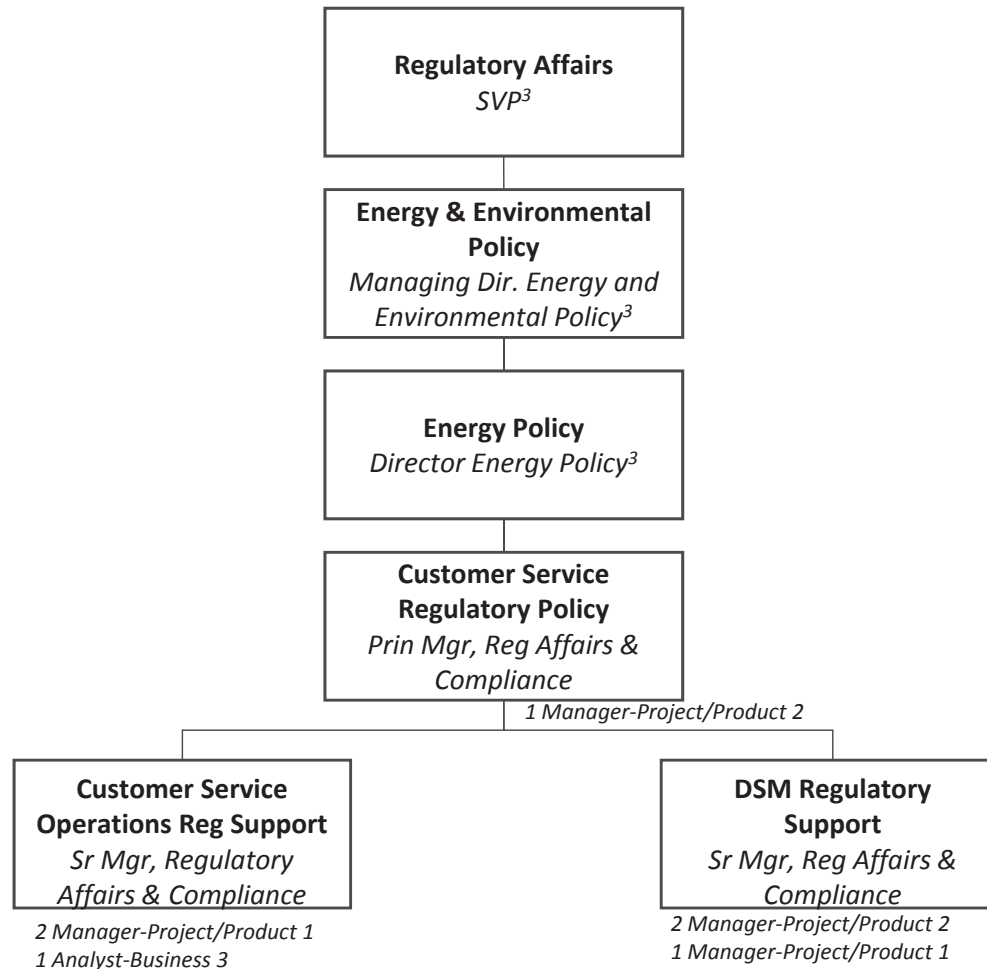 Regulatory Affairs
SVP³
Energy & Environmental
Policy
Managing Dir. Energy and
Environmental Policy³
Energy Policy
Director Energy Policy³
Customer Service
Regulatory Policy
Prin Mgr, Reg Affairs &
Compliance
1 Manager-Project/Product 2
Customer Service
Operations Reg Support
Sr Mgr, Regulatory
Affairs & Compliance
2 Manager-Project/Product 1
1 Analyst-Business 3
DSM Regulatory
Support
Sr Mgr, Reg Affairs &
Compliance
2 Manager-Project/Product 2
1 Manager-Project/Product 1